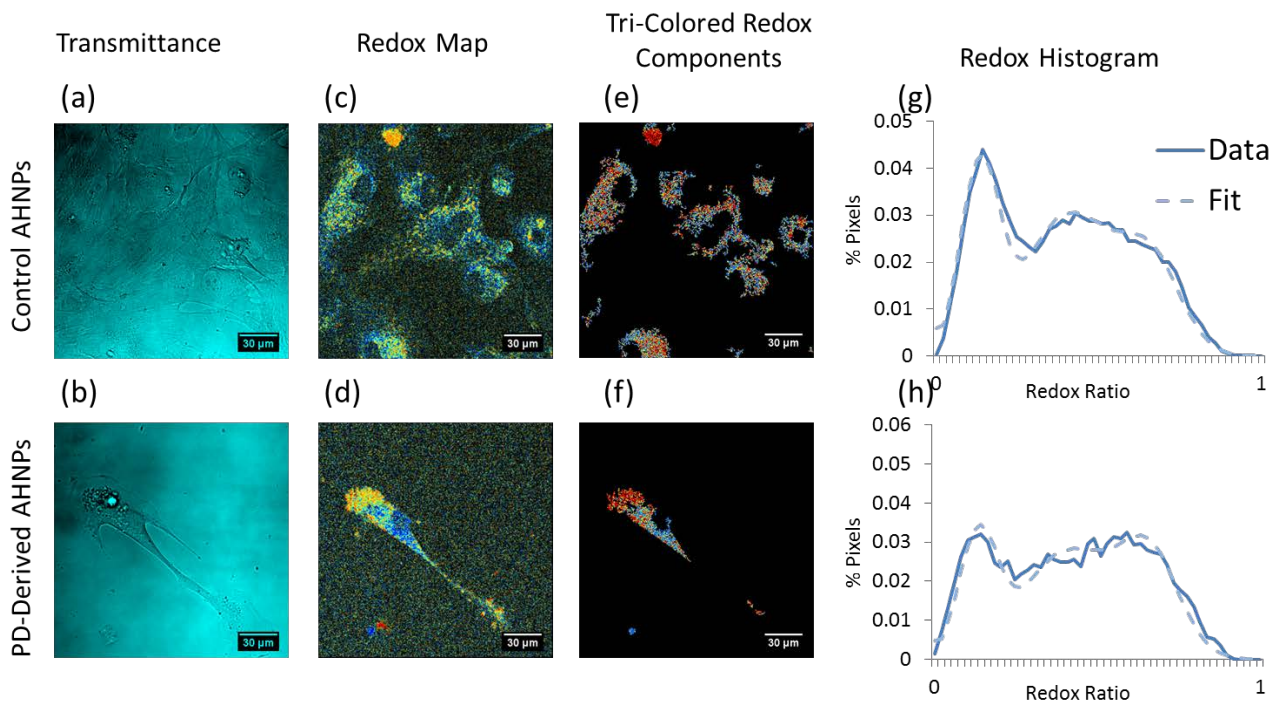 Transmittance
Redox Map
Tri-Colored Redox
Components
Redox Histogram
Control AHNPs
(a)
30 µm
(c)
30 µm
(e)
30 µm
(g)
0.05
0.04
0.03
0.02
0.01
0
% Pixels
Data
Fit
0
1
Redox Ratio
PD-Derived AHNPs
(b)
30 µm
(d)
30 µm
(f)
30 µm
(h)
0.06
0.05
0.04
0.03
0.02
0.01
0
% Pixels
0
1
Redox Ratio